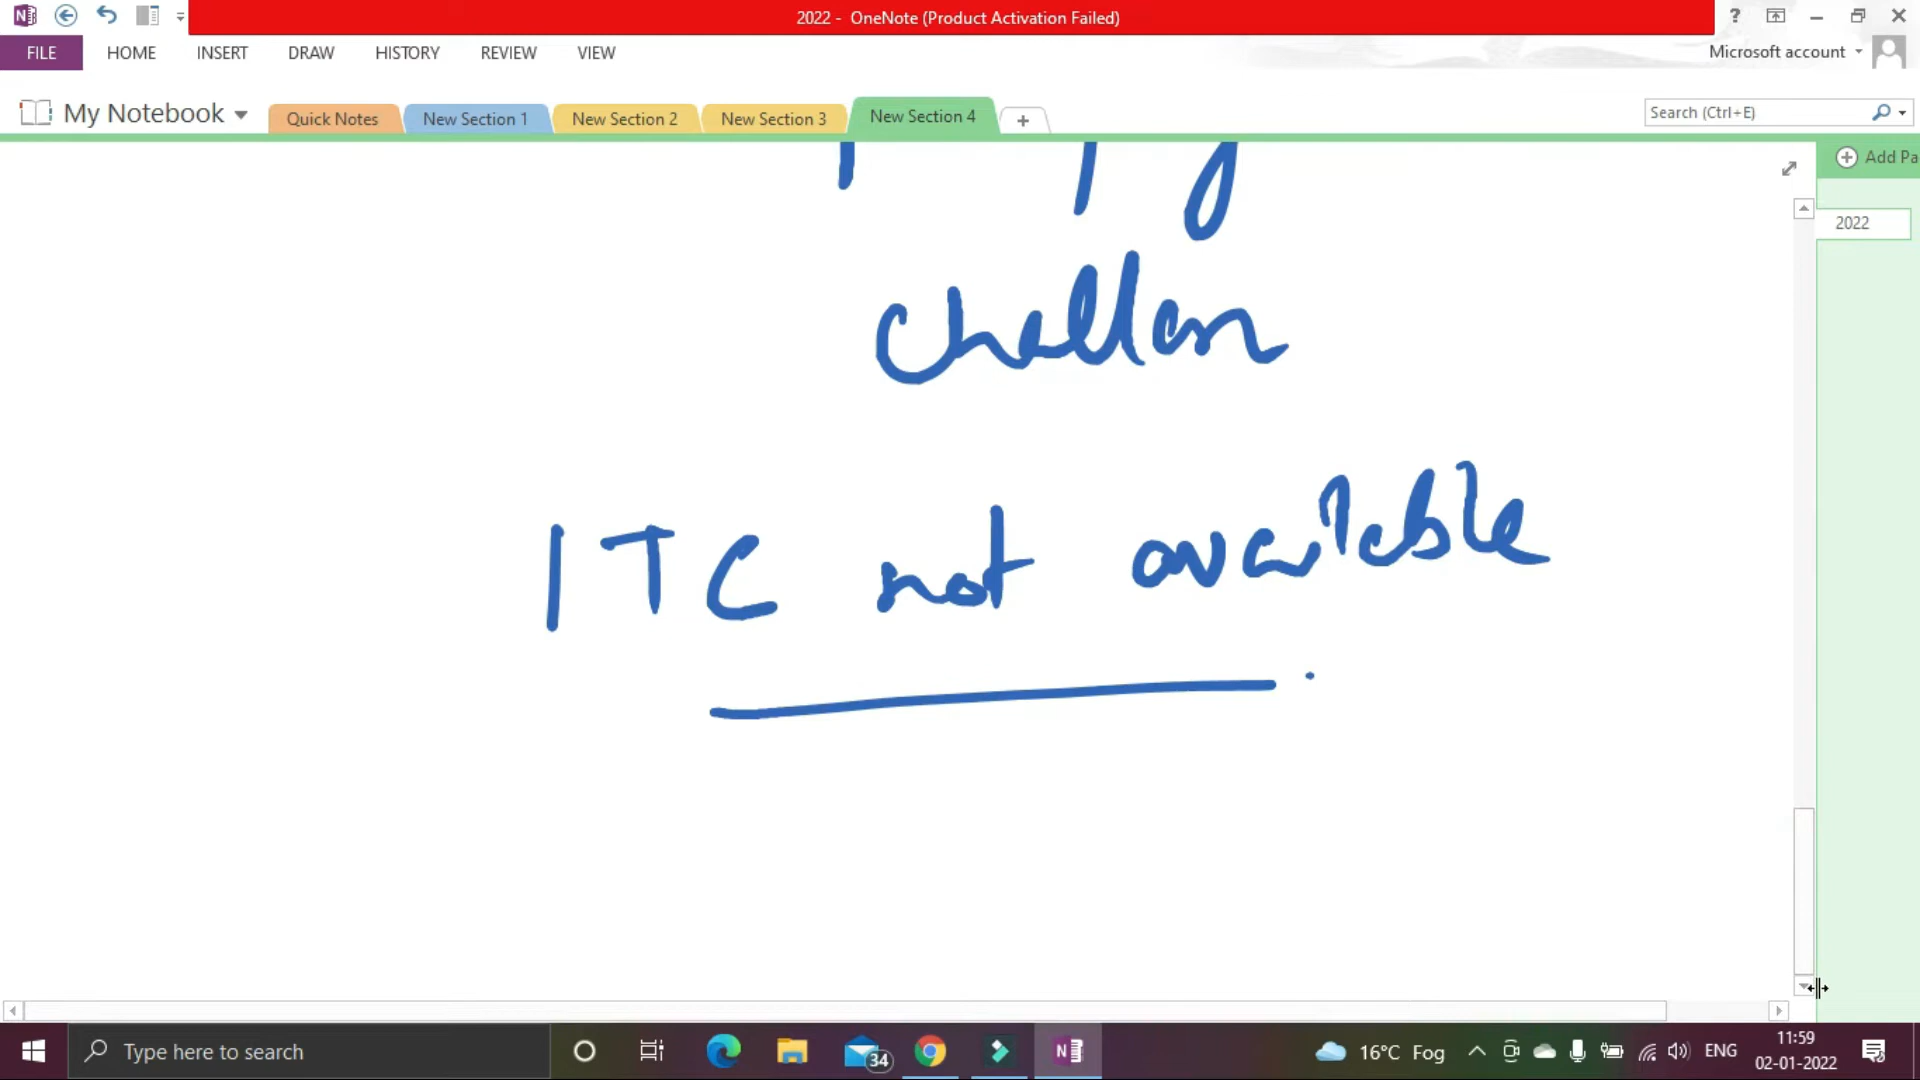 2022 - OneNote (Product Activation Failed)
?
FILE HOME INSERT DRAW HISTORY REVIEW VIEW
Microsoft account
My Notebook
Quick Notes
New Section 1
New Section 2
New Section 3
New Section 4
+
Search (Ctrl+E)
Add Pa
2022
challan
ITC not available
Type here to search
34
16°C Fog
ENG
11:59
02-01-2022